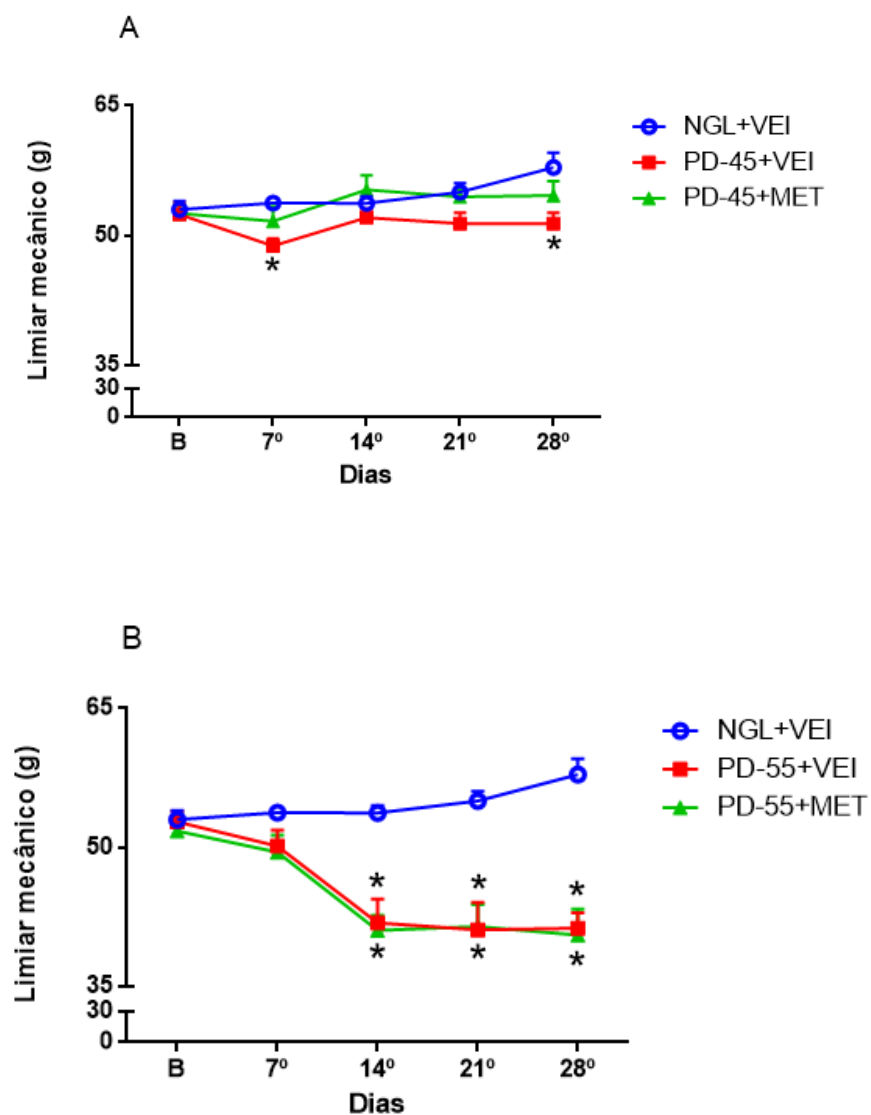 A
Limiar mecânico (g)
65
50
35
30
0
B
7º
14º
21º
28º
Dias
*
*
NGL+VEI
PD-45+VEI
PD-45+MET
B
Limiar mecânico (g)
65
50
35
30
0
B
7º
14º
21º
28º
Dias
*
*
*
*
*
*
NGL+VEI
PD-55+VEI
PD-55+MET